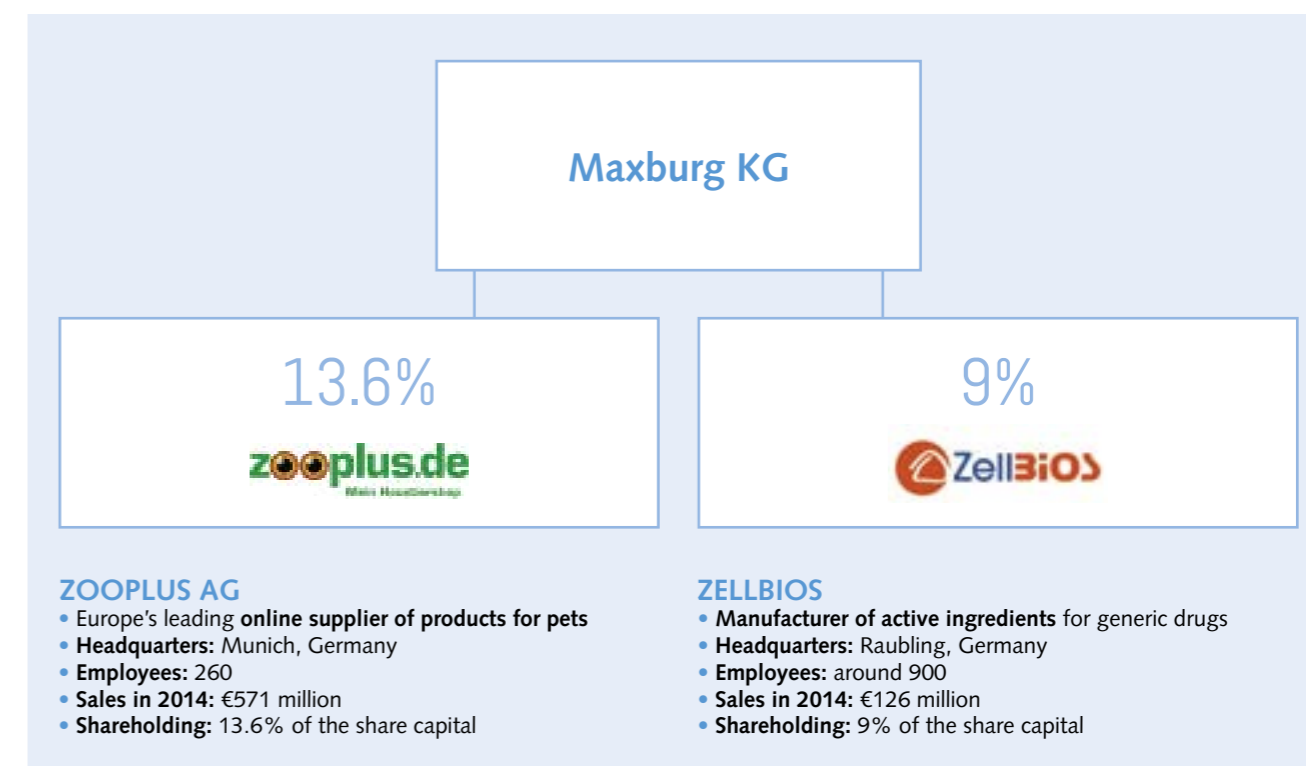 Maxburg KG
13.6%
zooplus.de
Mein Haustiershop
9%
ZellBiOS
ZOOPLUS AG
• Europe’s leading online supplier of products for pets
• Headquarters: Munich, Germany
• Employees: 260
• Sales in 2014: €571 million
• Shareholding: 13.6% of the share capital
ZELLBIOS
• Manufacturer of active ingredients for generic drugs
• Headquarters: Raubling, Germany
• Employees: around 900
• Sales in 2014: €126 million
• Shareholding: 9% of the share capital